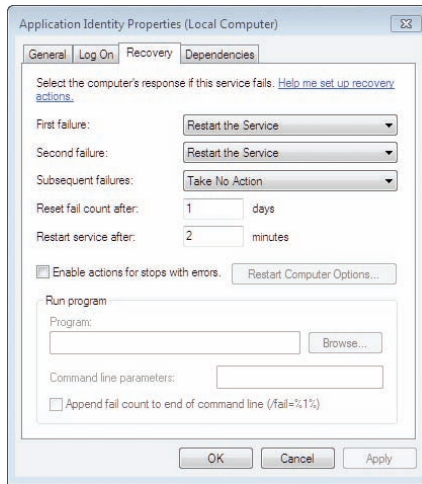 Application Identity Properties (Local Computer)
General Log On Recovery Dependencies
Select the computer's response if this service fails. Help me set up recovery
actions.
First failure: Restart the Service
Second failure: Restart the Service
Subsequent failures: Take No Action
Reset fail count after: 1 days
Restart service after: 2 minutes
Enable actions for stops with errors. Restart Computer Options...
Run program
Program:
Browse...
Command line parameters:
Append fail count to end of command line (/fail=%1%)
OK Cancel Apply